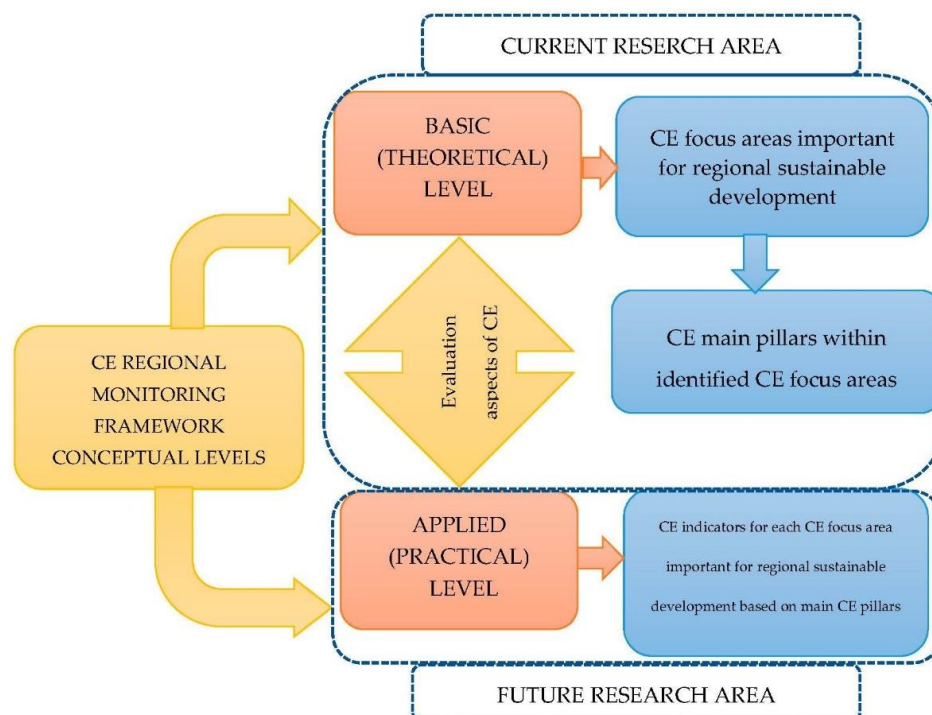 CURRENT RESERCH AREA
BASIC
(THEORETICAL)
LEVEL
CE focus areas important
for regional sustainable
development
CE main pillars within
identified CE focus areas
Evaluation
aspects of CE
CE REGIONAL
MONITORING
FRAMEWORK
CONCEPTUAL LEVELS
APPLIED
(PRACTICAL)
LEVEL
CE indicators for each CE focus area
important for regional sustainable
development based on main CE pillars
FUTURE RESEARCH AREA